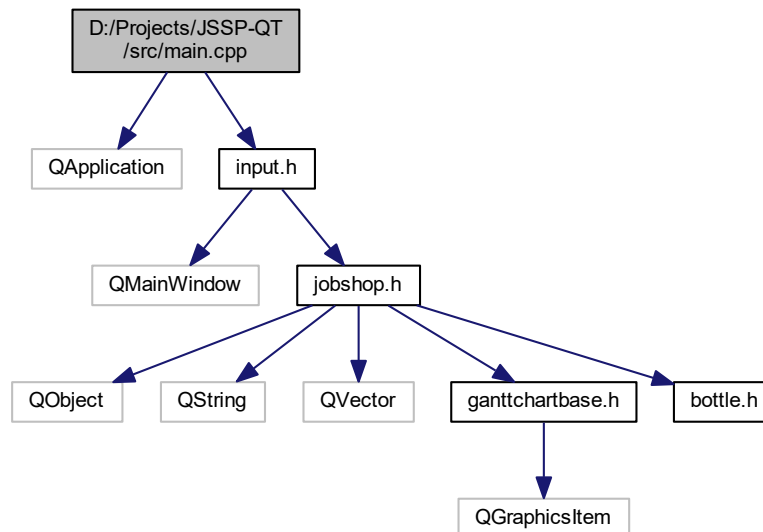 D:/Projects/JSSP-QT
/src/main.cpp
QApplication
input.h
QMainWindow
jobshop.h
QObject
QString
QVector
ganttchartbase.h
bottle.h
QGraphicsItem